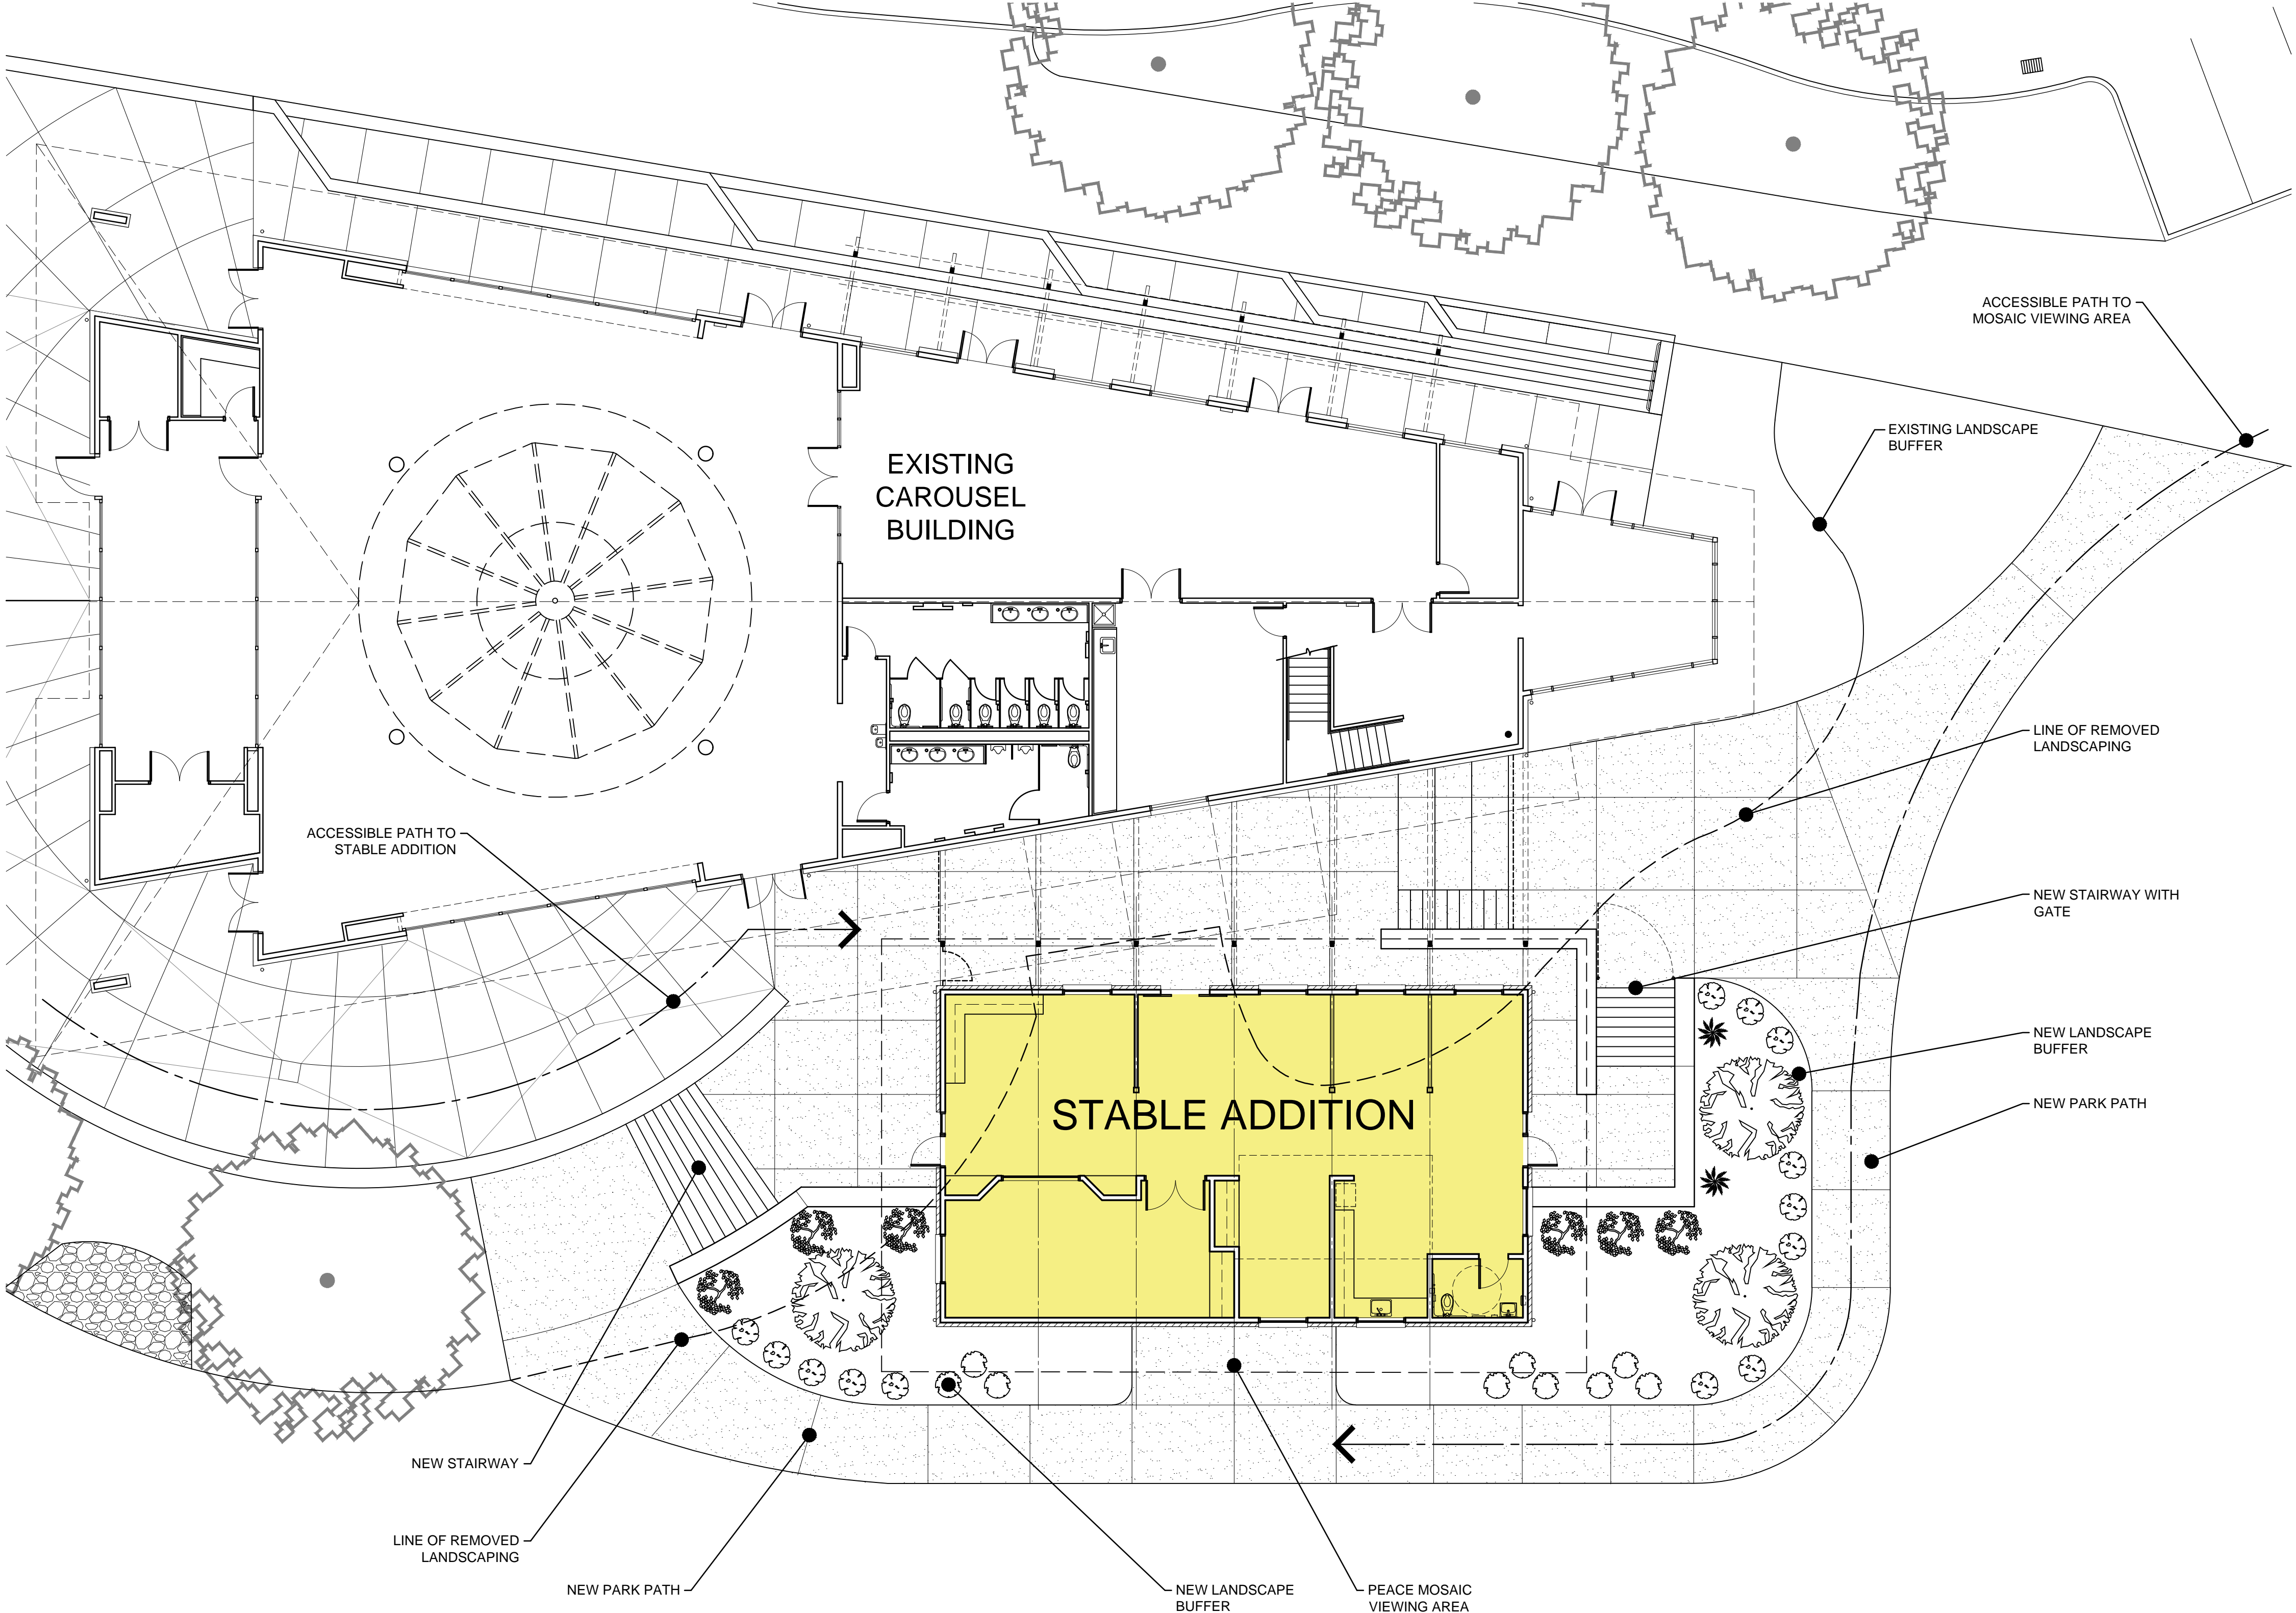 ACCESSIBLE PATH TO
MOSAIC VIEWING AREA
EXISTING LANDSCAPE
BUFFER
EXISTING
CAROUSEL
BUILDING
LINE OF REMOVED
LANDSCAPING
ACCESSIBLE PATH TO
STABLE ADDITION
NEW STAIRWAY WITH
GATE
NEW LANDSCAPE
BUFFER
NEW PARK PATH
STABLE ADDITION
NEW STAIRWAY
LINE OF REMOVED
LANDSCAPING
NEW PARK PATH
NEW LANDSCAPE
BUFFER
PEACE MOSAIC
VIEWING AREA